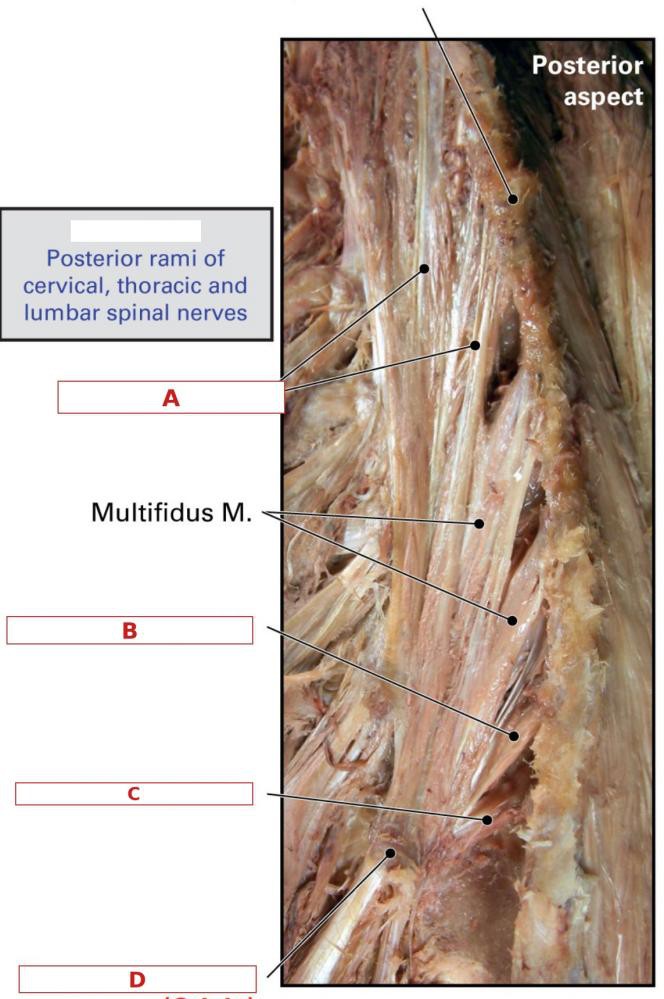 Posterior
aspect
Posterior rami of
cervical, thoracic and
lumbar spinal nerves
A
Multifidus M.
B
C
D